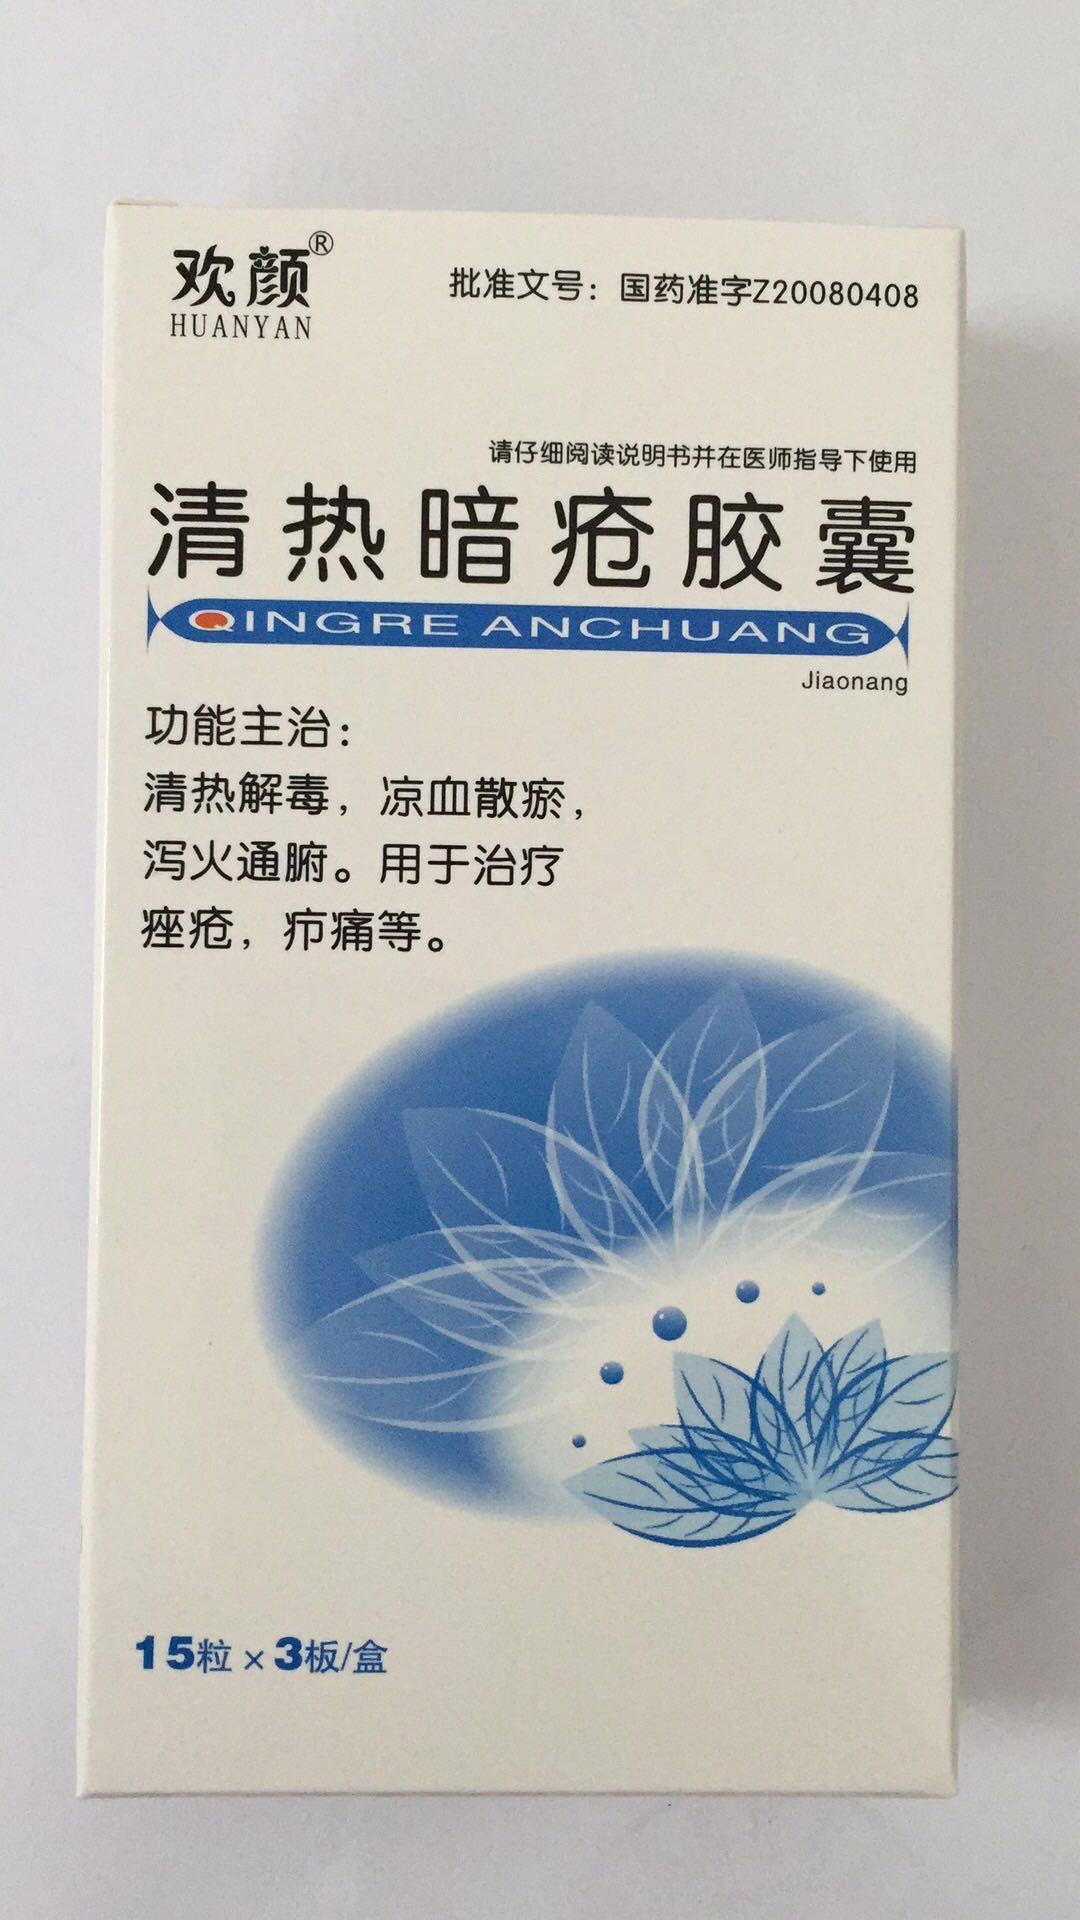 欢颜®
HUANYAN
批准文号：国药准字Z20080408
请仔细阅读说明书并在医师指导下使用
清热暗疮胶囊
QINGRE ANCHUANG
Jiaonang
功能主治：
清热解毒，凉血散瘀，
泻火通腑。用于治疗
痤疮，疖痛等。
15粒×3板/盒